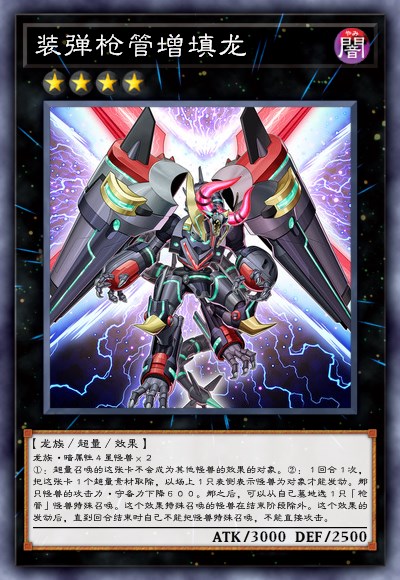 装弹枪管增填龙
やみ
闇
【龙族／超量／效果】
龙族・暗属性４星怪兽×２
①：超量召唤的这张卡不会成为其他怪兽的效果的对象。②：１回合１次，
把这张卡１个超量素材取除，以场上１只表侧表示怪兽为对象才能发动。那
只怪兽的攻击力・守备力下降６００。那之后，可以从自己墓地选１只「枪
管」怪兽特殊召唤。这个效果特殊召唤的怪兽在结束阶段除外。这个效果的
发动后，直到回合结束时自己不能把怪兽特殊召唤，不能直接攻击。
ATK/3000 DEF/2500